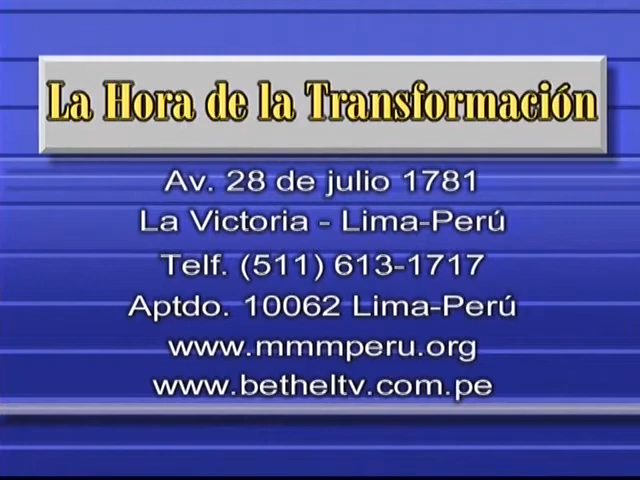 La Hora de la Transformación
Av. 28 de julio 1781
La Victoria - Lima-Perú
Telf. (511) 613-1717
Aptdo. 10062 Lima-Perú
www.mmmperu.org
www.betheltv.com.pe